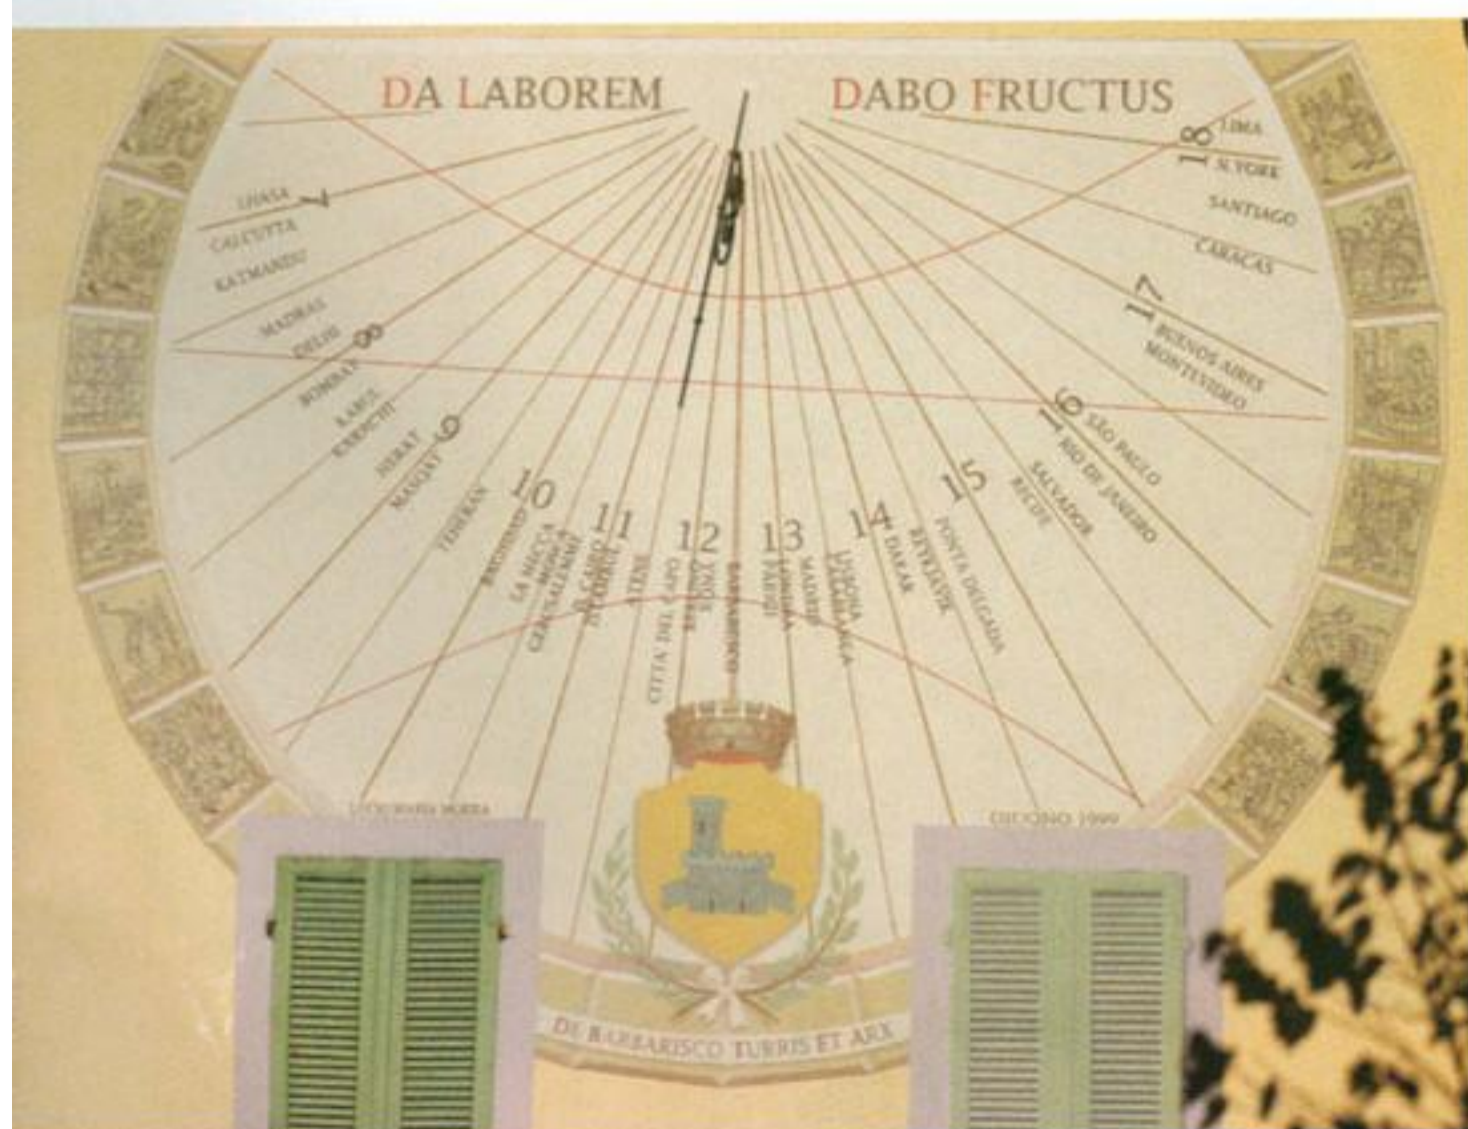 DA LABOREM DABO FRUCTUS
LHASA
CALCUTTA
KATMANDU
MADRAS
DELHI
BOMBAY
KABUL
KARACHI
HERAT
MASQAT
TEHERAN
BAGHDAD
LA MECCA
MOSCA
GERUSALEMME
IL CAIRO
ATENE
CITTA' DEL CAPO
BARBARISCO
PARIGI
LONDRA
MADRID
LISBONA
CASABLANCA
DAKAR
REYKJAVIK
PONTA DELGADA
RECIFE
SALVADOR
RIO DE JANEIRO
SÃO PAULO
MONTEVIDEO
BUENOS AIRES
CARACAS
SANTIAGO
N. YORK
LIMA
7
8
9
10
11
12
13
14
15
16
17
18
GIUGNO 1999
DE BARBARISCO TURRIS ET ARX